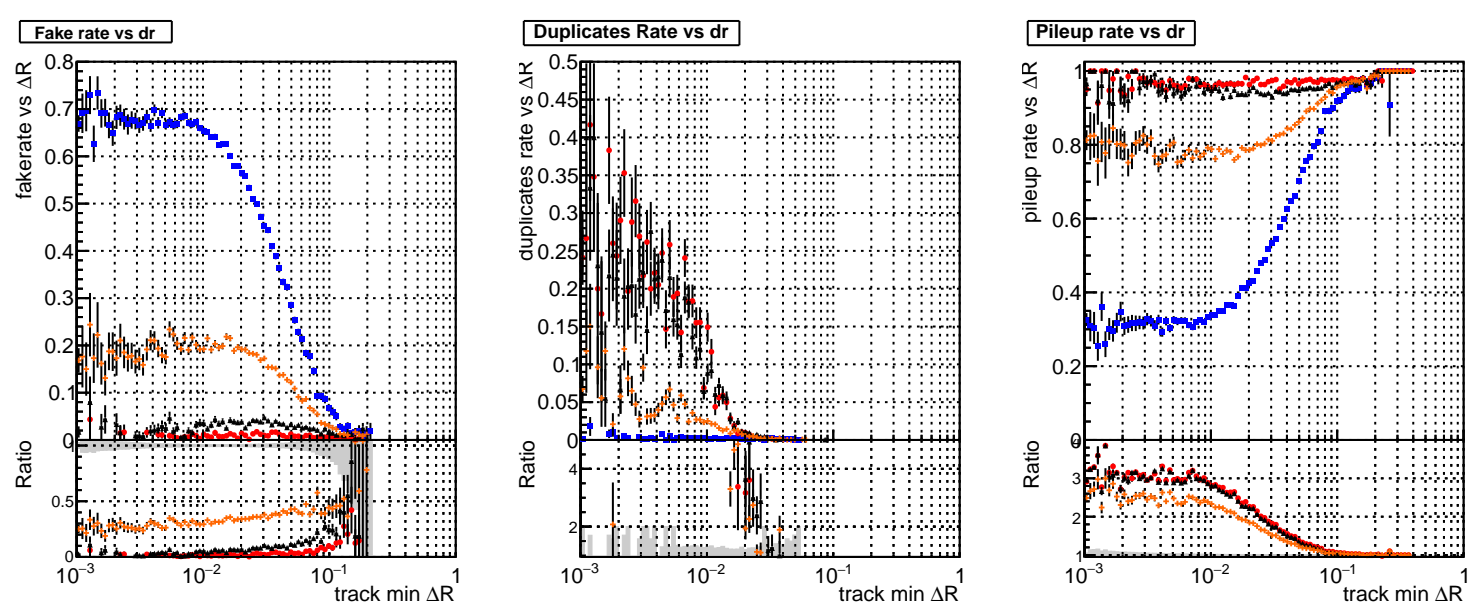 Fake rate vs dr
fakerate vs ΔR
0.8
0.7
0.6
0.5
0.4
0.3
0.2
0.1
0
Ratio
0.5
0
10⁻³ 10⁻² 10⁻¹ 1
track min ΔR
Duplicates Rate vs dr
duplicates rate vs ΔR
0.5
0.45
0.4
0.35
0.3
0.25
0.2
0.15
0.1
0.05
0
Ratio
4
2
10⁻³ 10⁻² 10⁻¹ 1
track min ΔR
Pileup rate vs dr
pileup rate vs ΔR
1
0.8
0.6
0.4
0.2
0
Ratio
3
2
1
10⁻³ 10⁻² 10⁻¹ 1
track min ΔR